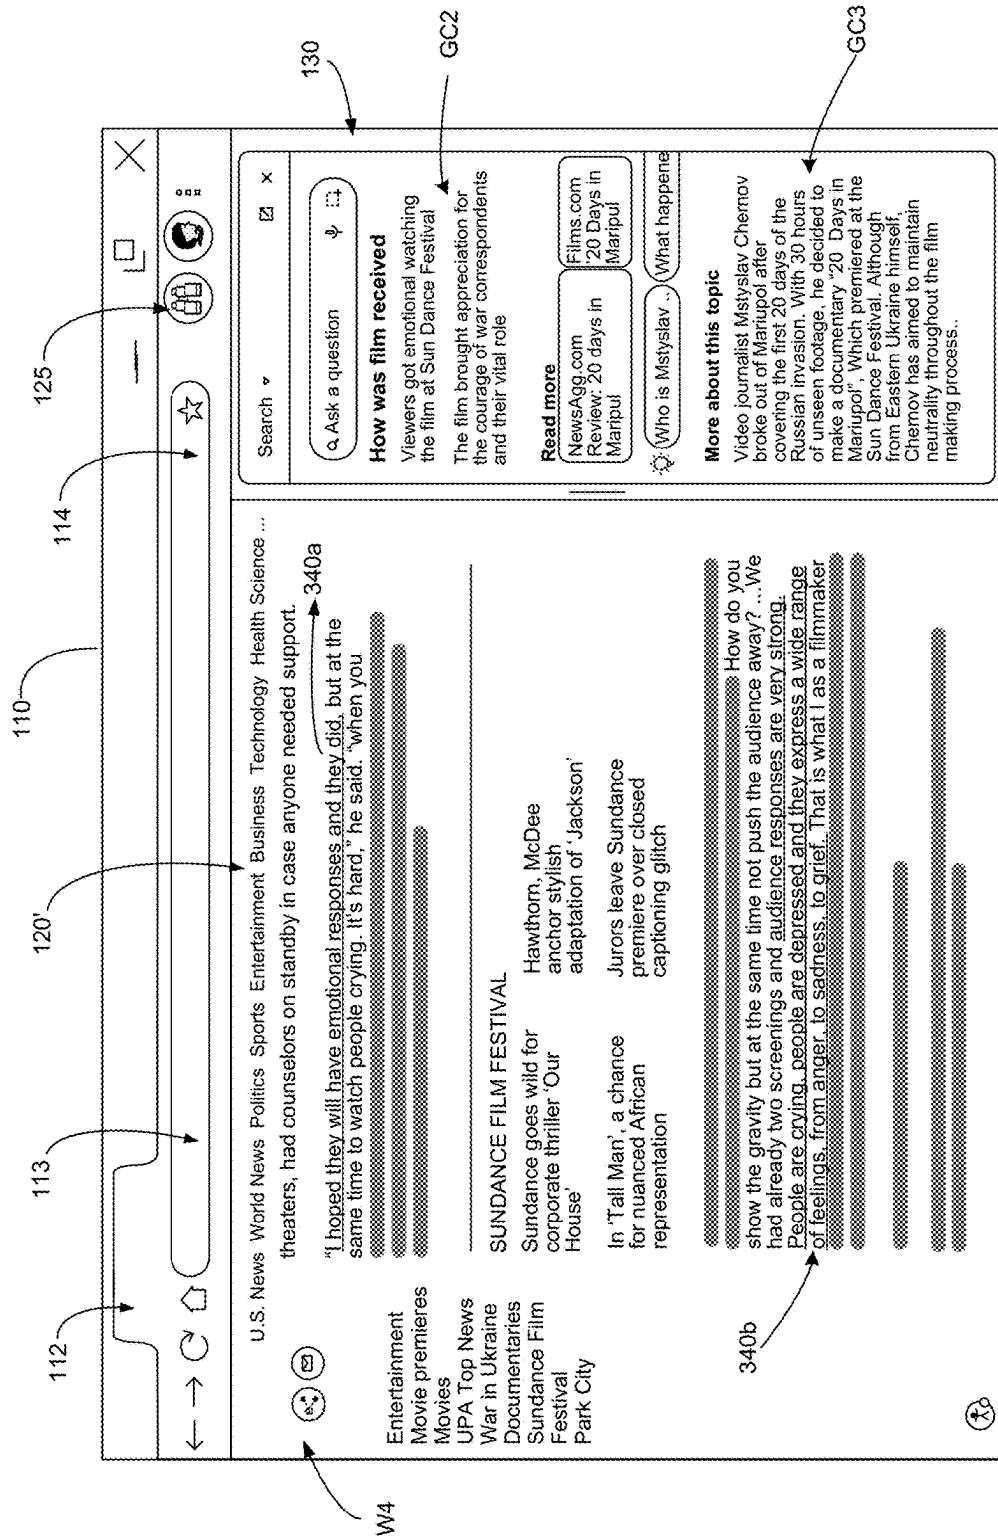 110
112
113
114
125
120'
W4
130
GC2
GC3
340a
340b
U.S. News World News Politics Sports Entertainment Business Technology Health Science ...
theaters, had counselors on standby in case anyone needed support.
“I hoped they will have emotional responses and they did, but at the
same time to watch people crying. It’s hard,” he said. “when you
Entertainment
Movie premieres
Movies
UPA Top News
War in Ukraine
Documentaries
Sundance Film
Festival
Park City
SUNDANCE FILM FESTIVAL
Sundance goes wild for
corporate thriller ‘Our
House’
Hawthorn, McDee
anchor stylish
adaptation of ‘Jackson’
In ‘Tall Man’, a chance
for nuanced African
representation
Jurors leave Sundance
premiere over closed
captioning glitch
How do you
show the gravity but at the same time not push the audience away? ...We
had already two screenings and audience responses are very strong.
People are crying, people are depressed and they express a wide range
of feelings, from anger, to sadness, to grief. That is what I as a filmmaker
Search
Ask a question
How was film received
Viewers got emotional watching
the film at Sun Dance Festival
The film brought appreciation for
the courage of war correspondents
and their vital role
Read more
NewsAgg.com
Review: 20 days in
Maripul
Films.com
'20 Days in
Maripul
Who is Mstyslav ..
What happene
More about this topic
Video journalist Mstyslav Chernov
broke out of Mariupol after
covering the first 20 days of the
Russian invasion. With 30 hours
of unseen footage, he decided to
make a documentary “20 Days in
Mariupol”, Which premiered at the
Sun Dance Festival. Although
from Eastern Ukraine himself,
Chernov has aimed to maintain
neutrality throughout the film
making process..